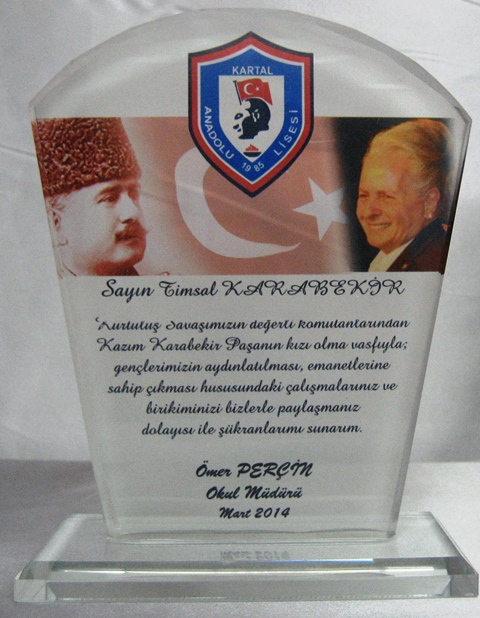 KARTAL
ANADOLU LİSESİ
1985
Sayın Timsal KARABEKİR
Kurtuluş Savaşımızın değerli komutanlarından
Kazım Karabekir Paşanın kızı olma vasfıyla;
gençlerimizin aydınlatılması, emanetlerine
sahip çıkması hususundaki çalışmalarınız ve
birikiminizi bizlerle paylaşmanız
dolayısı ile şükranlarımı sunarım.
Ömer PERÇİN
Okul Müdürü
Mart 2014